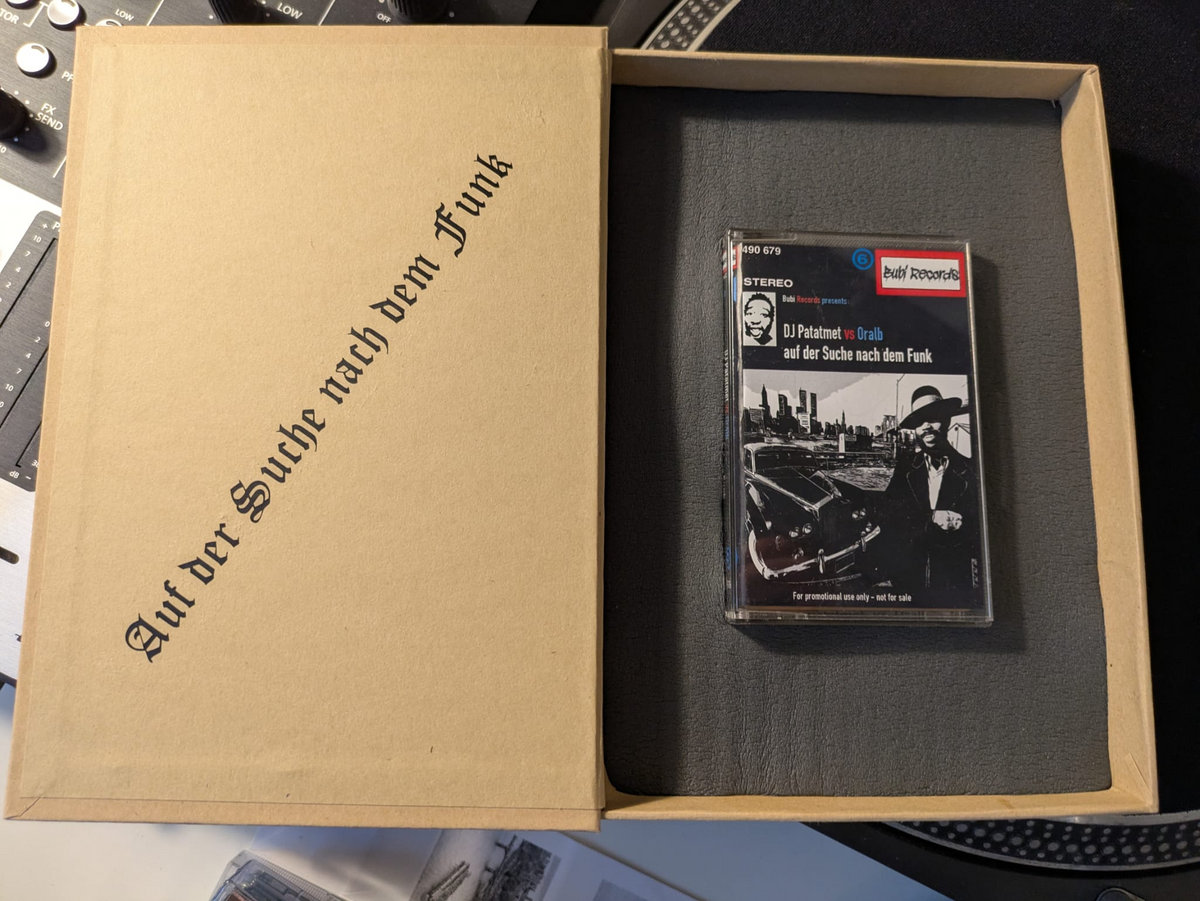 LOW
LOW
OFF
FX
SEND
Auf der Suche nach dem Funk
490 679
6
Bubi Records
STEREO
Bubi Records presents:
DJ Patatmet vs Oralb
auf der Suche nach dem Funk
For promotional use only - not for sale